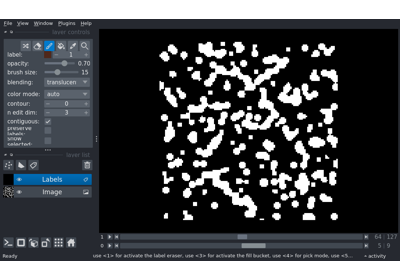 File View Window Plugins Help
layer controls
label: 1
opacity: 0.70
brush size: 15
blending: translucen
color mode: auto
contour: 0
n edit dim: 3
contiguous:
preserve labels:
show selected:
layer list
Labels
Image
1 64 127
0 5 9
Ready use <1> for activate the label eraser, use <3> for activate the fill bucket, use <4> for pick mode, use <5... activity